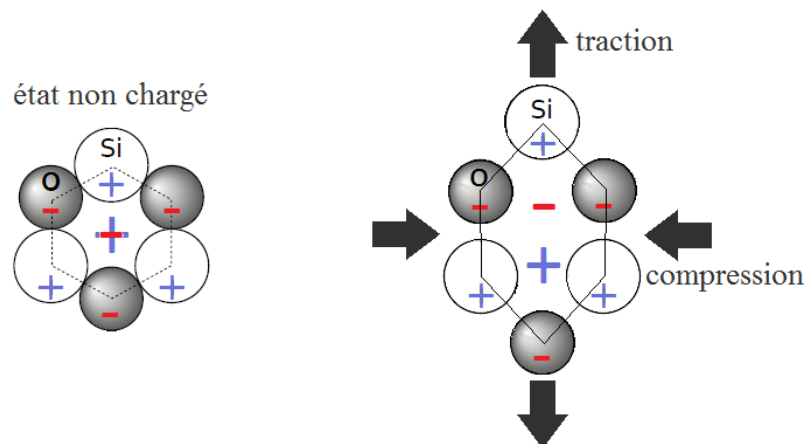 traction
état non chargé
Si
Si
O
O
+
+
-
-
-
-
-
+
-
+
+
+
compression
+
+
-
-